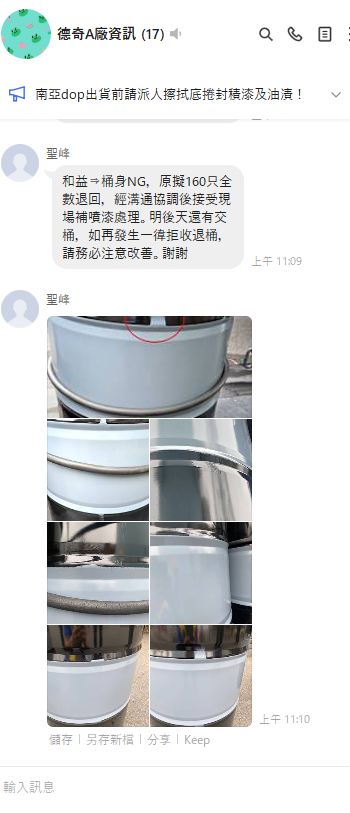 德奇A廠資訊 (17)
南亞dop出貨前請派人擦拭底捲封積漆及油漬！
聖峰
和益⇒桶身NG，原擬160只全
數退回，經溝通協調後接受現
場補噴漆處理。明後天還有交
桶，如再發生一律拒收退桶，
請務必注意改善。謝謝
上午 11:09
聖峰
上午 11:10
儲存 | 另存新檔 | 分享 | Keep
輸入訊息